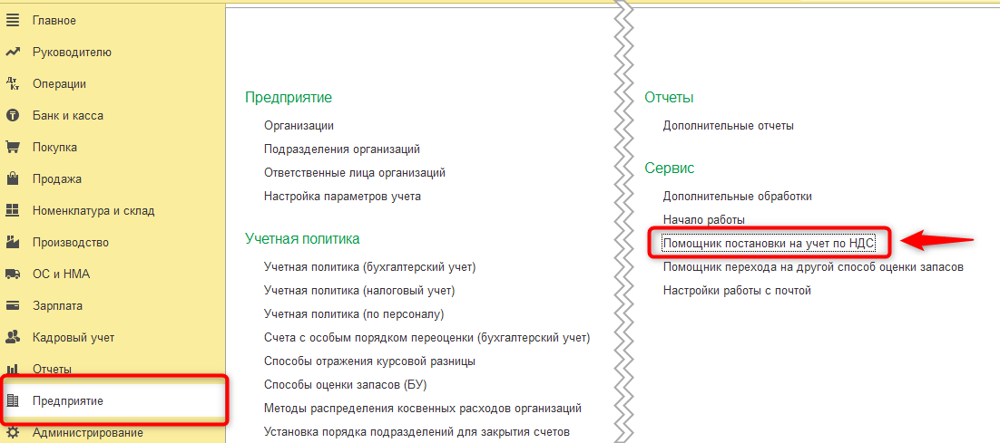 Главное
Руководителю
Дт Кт
Операции
Банк и касса
Покупка
Продажа
Номенклатура и склад
Производство
ОС и НМА
Зарплата
Кадровый учет
Отчеты
Предприятие
Администрирование
Предприятие
Организации
Подразделения организаций
Ответственные лица организаций
Настройка параметров учета
Учетная политика
Учетная политика (бухгалтерский учет)
Учетная политика (налоговый учет)
Учетная политика (по персоналу)
Счета с особым порядком переоценки (бухгалтерский учет)
Способы отражения курсовой разницы
Способы оценки запасов (БУ)
Методы распределения косвенных расходов организаций
Установка порядка подразделений для закрытия счетов
Отчеты
Дополнительные отчеты
Сервис
Дополнительные обработки
Начало работы
Помощник постановки на учет по НДС
Помощник перехода на другой способ оценки запасов
Настройки работы с почтой